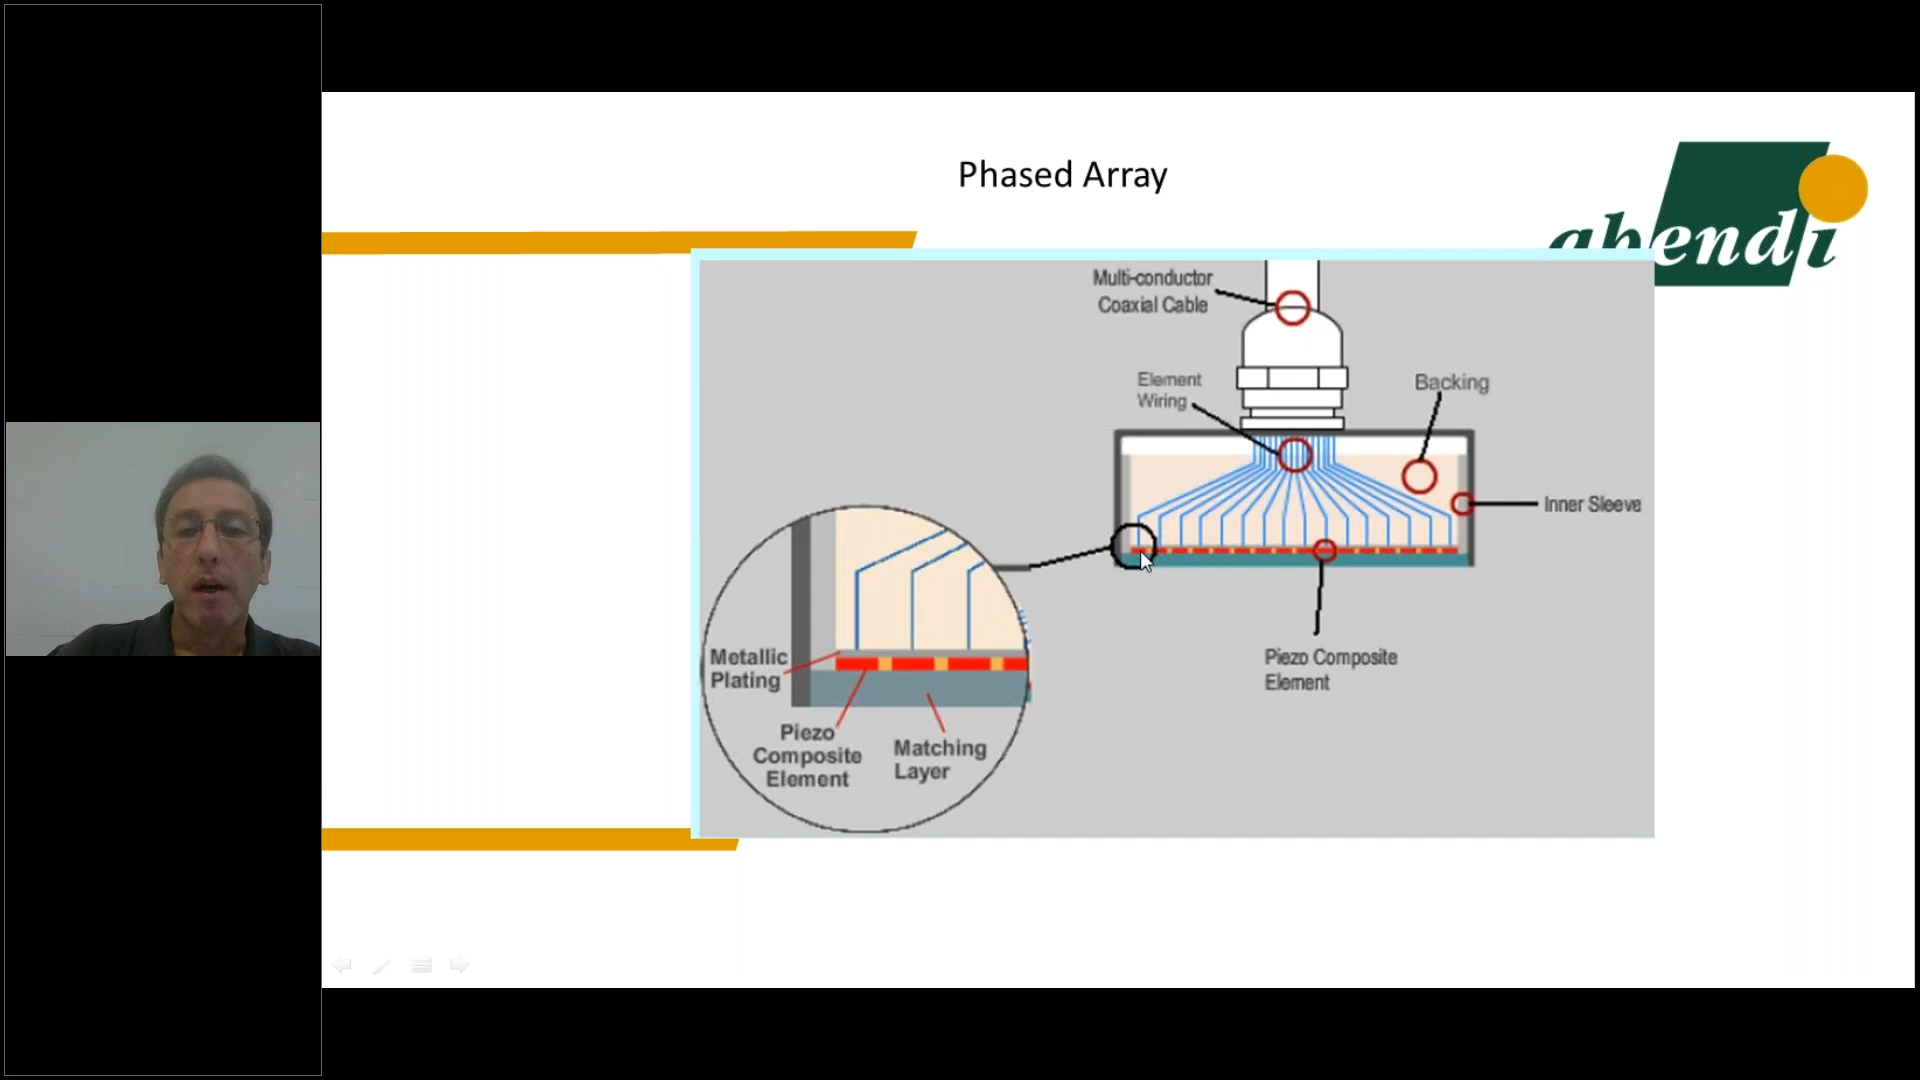 Phased Array
abendi
Multi-conductor
Coaxial Cable
Element
Wiring
Backing
Inner Sleeve
Piezo Composite
Element
Metallic
Plating
Piezo
Composite
Element
Matching
Layer